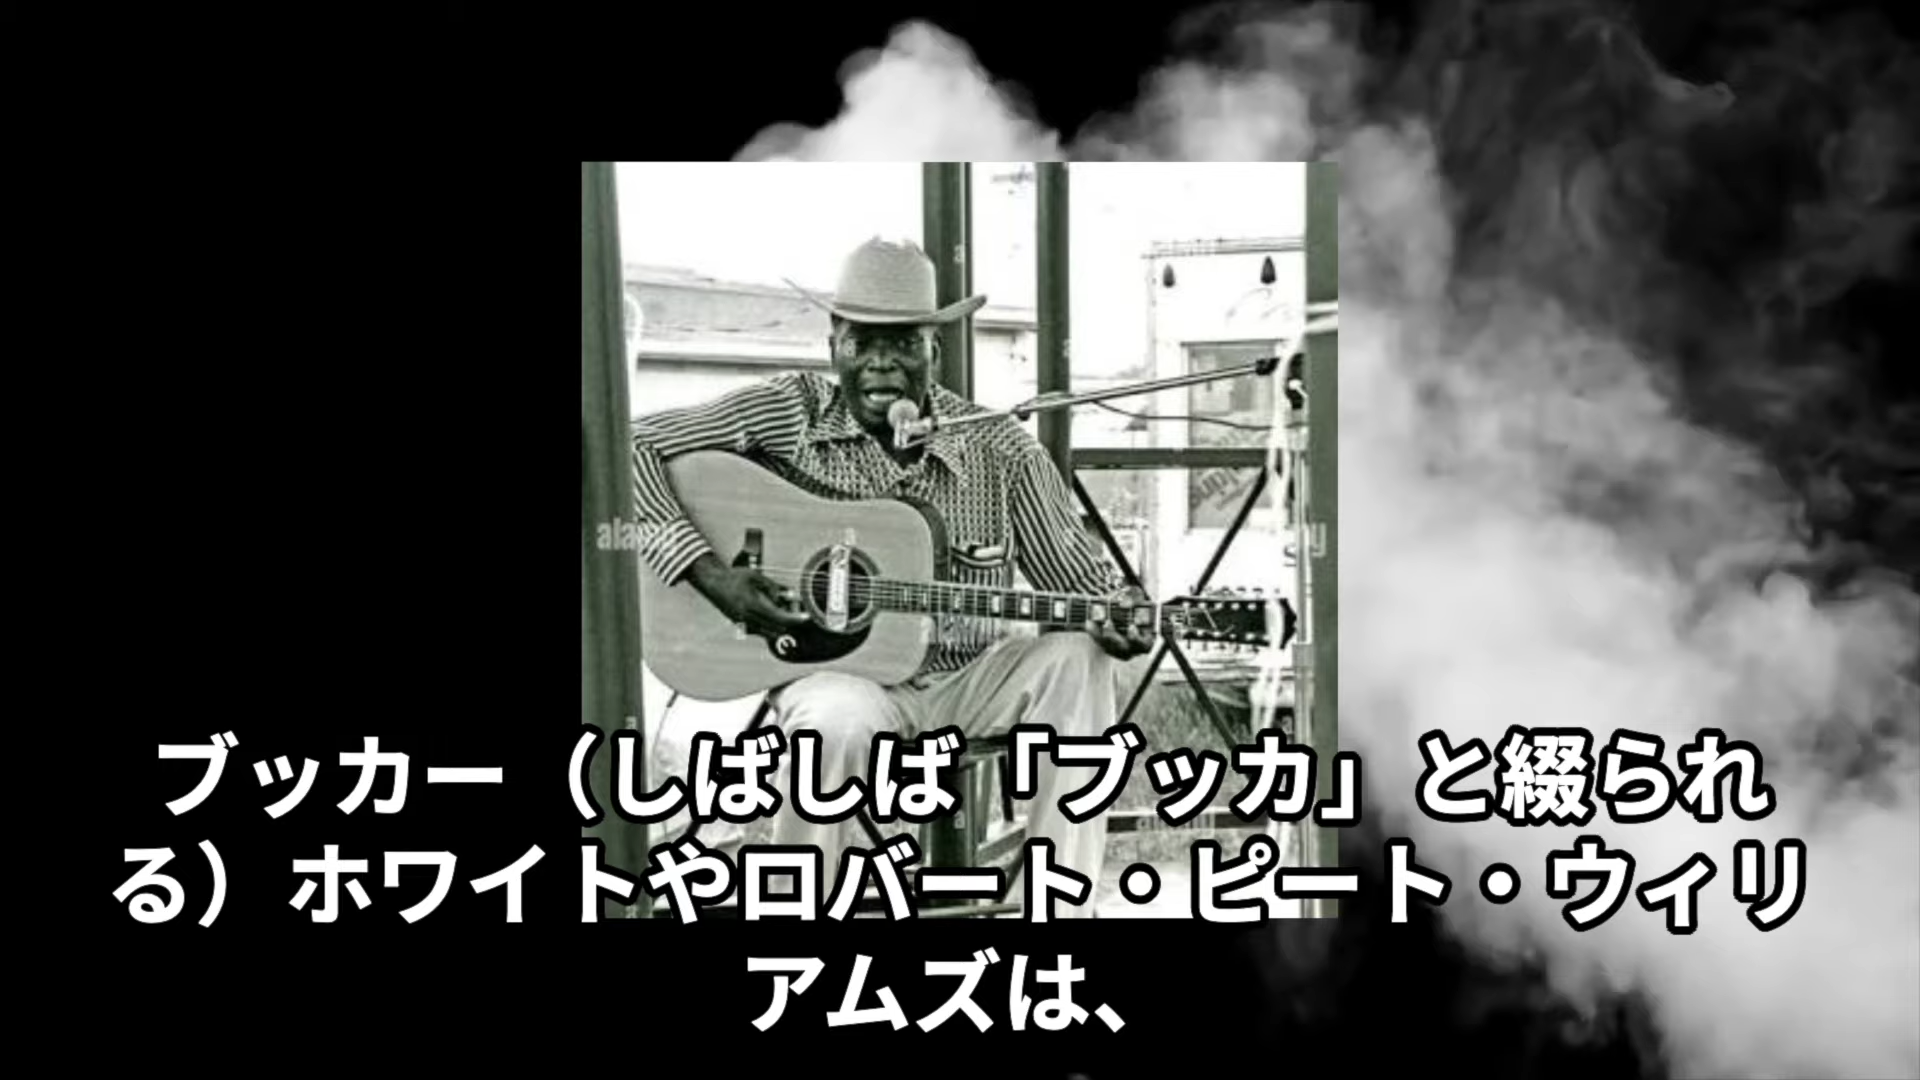 ブッカー（しばしば「ブッカ」と綴られ
る）ホワイトやロバート・ピート・ウィリ
アムズは、
alamy